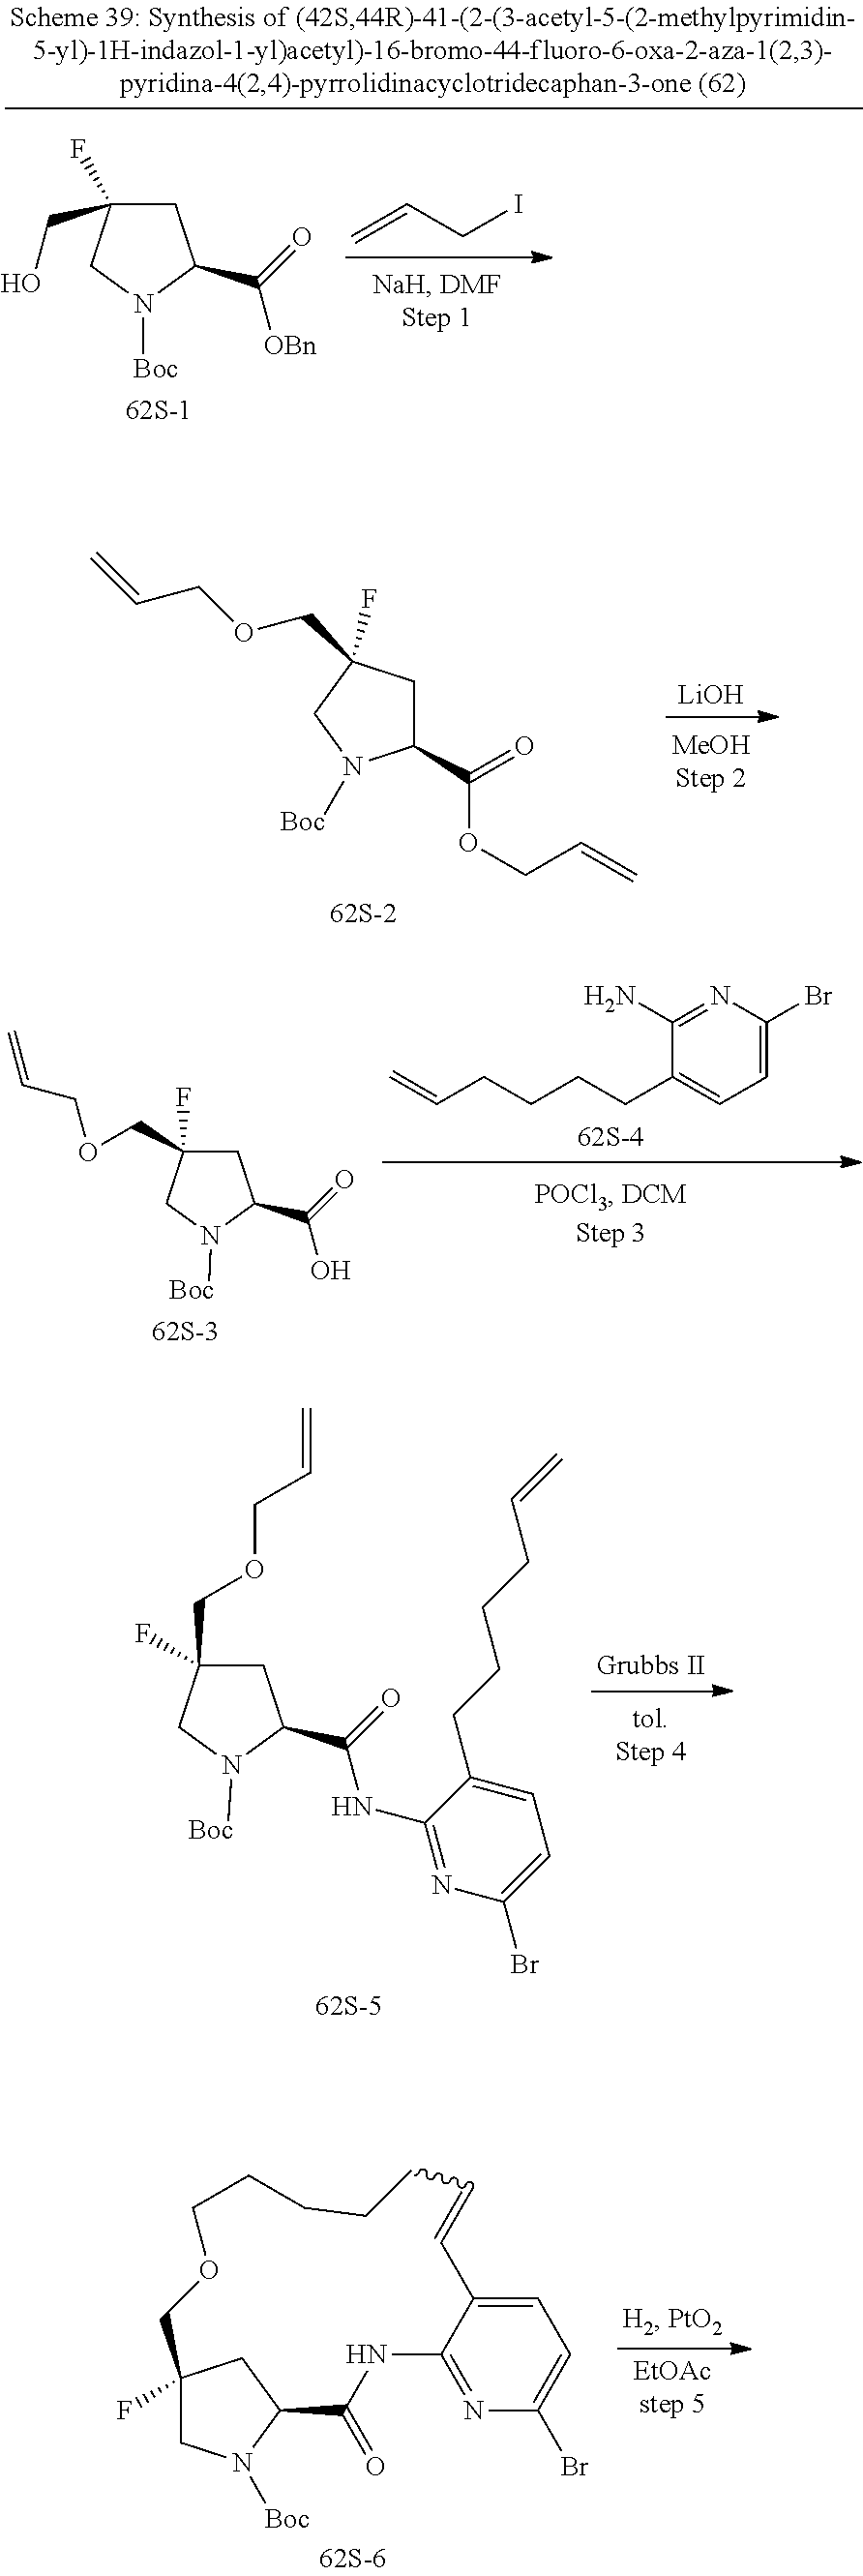 Scheme 39: Synthesis of (42S,44R)-41-(2-(3-acetyl-5-(2-methylpyrimidin-
5-yl)-1H-indazol-1-yl)acetyl)-16-bromo-44-fluoro-6-oxa-2-aza-1(2,3)-
pyridina-4(2,4)-pyrrolidinacyclotridecaphan-3-one (62)
F
HO
N
Boc
O
OBn
62S-1
I
NaH, DMF
Step 1
O
F
N
Boc
O
O
62S-2
LiOH
MeOH
Step 2
O
F
N
Boc
O
OH
62S-3
H2N
N
Br
62S-4
POCl3, DCM
Step 3
O
F
N
Boc
O
HN
N
Br
62S-5
Grubbs II
tol.
Step 4
O
F
N
Boc
HN
O
N
Br
62S-6
H2, PtO2
EtOAc
step 5